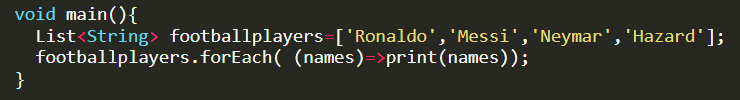 void main(){
  List<String> footballplayers=['Ronaldo','Messi','Neymar','Hazard'];
  footballplayers.forEach( (names)=>print(names));
}